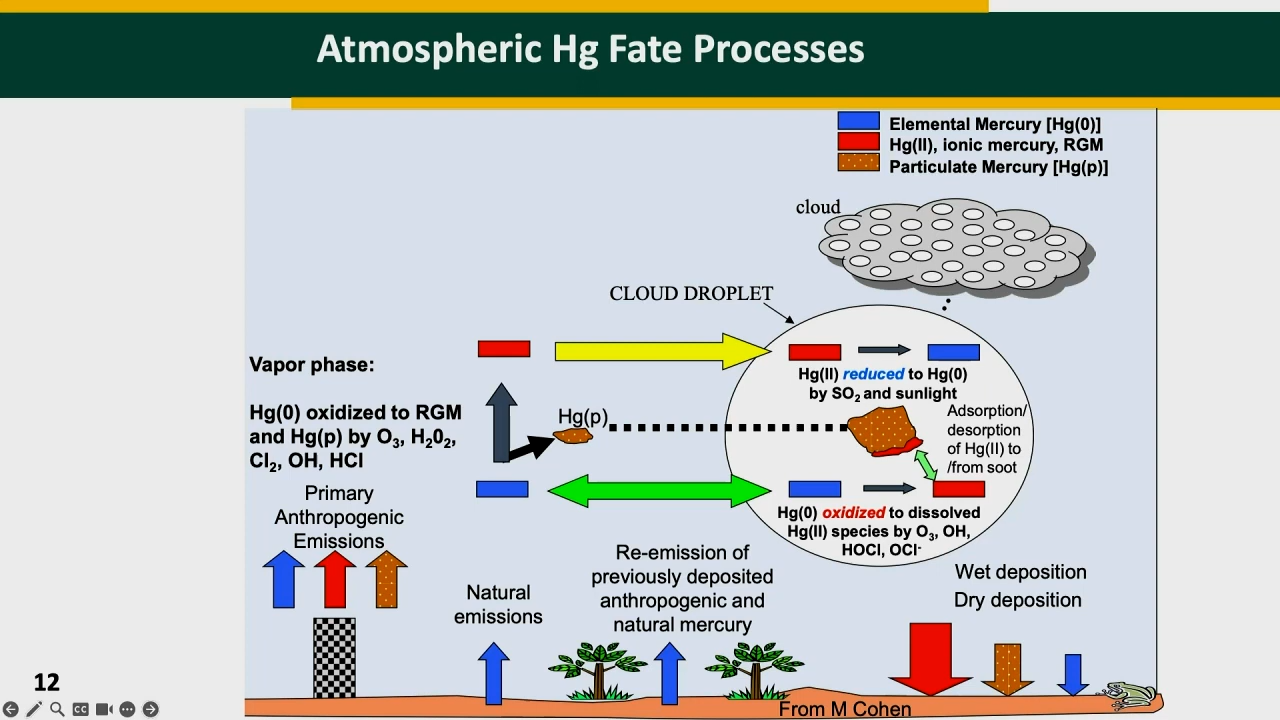 Atmospheric Hg Fate Processes
Elemental Mercury [Hg(0)]
Hg(II), ionic mercury, RGM
Particulate Mercury [Hg(p)]
cloud
CLOUD DROPLET
Vapor phase:
Hg(0) oxidized to RGM
and Hg(p) by O₃, H₂0₂,
Cl₂, OH, HCl
Hg(p)
Hg(II) reduced to Hg(0)
by SO₂ and sunlight
Adsorption/
desorption
of Hg(II) to
/from soot
Hg(0) oxidized to dissolved
Hg(II) species by O₃, OH,
HOCl, OCl⁻
Primary
Anthropogenic
Emissions
Natural
emissions
Re-emission of
previously deposited
anthropogenic and
natural mercury
Wet deposition
Dry deposition
From M Cohen
12
CC